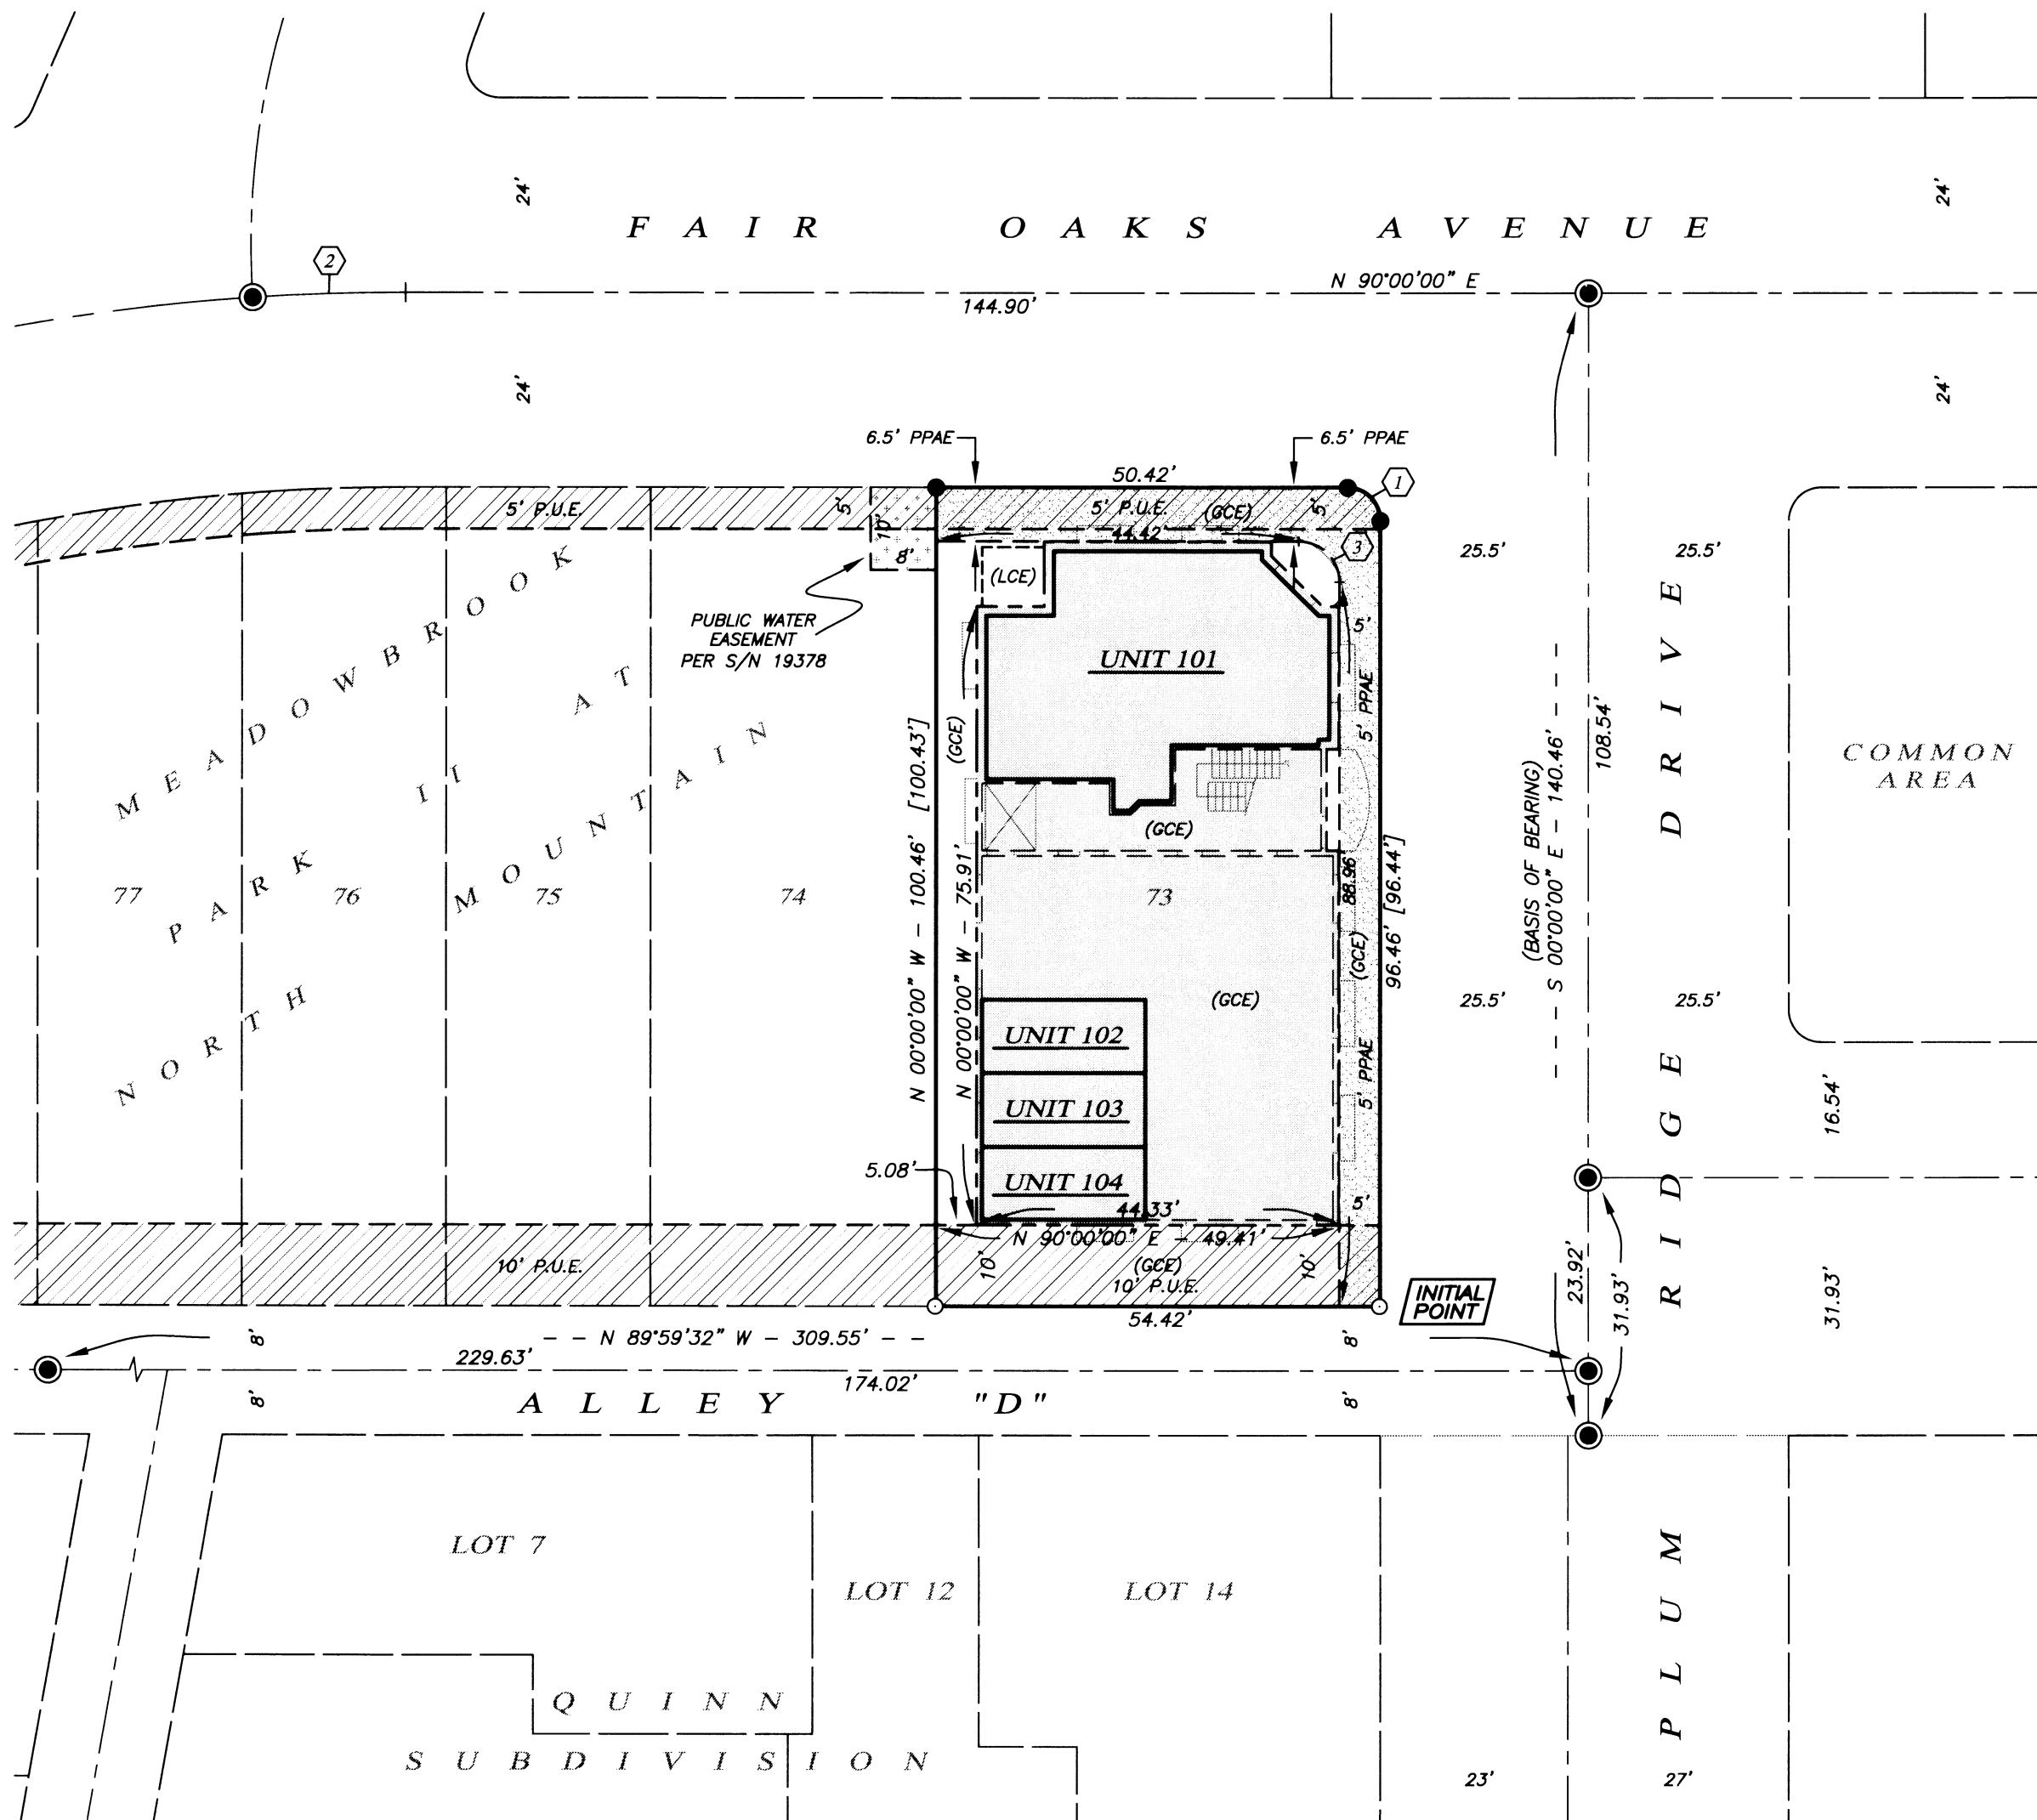 24'
24'
FAIR OAKS AVENUE
2
N 90°00'00" E
144.90'
24'
24'
6.5' PPAE
6.5' PPAE
50.42'
1
5' P.U.E.
5'
10'
8'
5' P.U.E.
(GCE)
5'
44.42'
3
(LCE)
PUBLIC WATER
EASEMENT
PER S/N 19378
25.5'
25.5'
5'
UNIT 101
5' PPAE
MEADOWBROOK
PARK II AT
NORTH MOUNTAIN
(GCE)
N 00°00'00" W - 100.46' [100.43']
N 00°00'00" W - 75.91'
(GCE)
77
76
75
74
73
88.96'
96.46' [96.44']
(GCE)
(BASIS OF BEARING)
S 00°00'00" E - 140.46'
108.54'
RIDGE DRIVE
COMMON
AREA
(GCE)
25.5'
25.5'
UNIT 102
UNIT 103
UNIT 104
5' PPAE
16.54'
5.08'
44.33'
5'
N 90°00'00" E - 49.41'
10'
10'
(GCE)
10' P.U.E.
10' P.U.E.
54.42'
INITIAL
POINT
23.92'
31.93'
31.93'
8'
N 89°59'32" W - 309.55'
8'
229.63'
174.02'
8'
8'
ALLEY "D"
LOT 7
LOT 12
LOT 14
QUINN
SUBDIVISION
PLUM
23'
27'